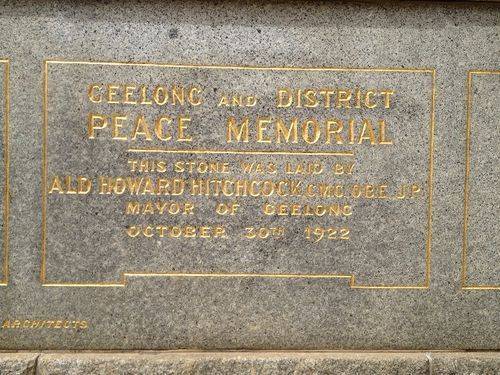 GEELONG AND DISTRICT
PEACE MEMORIAL
THIS STONE WAS LAID BY
ALD HOWARD HITCHCOCK, C.M.G. O.B.E. J.P.
MAYOR OF GEELONG
OCTOBER 30TH 1922
ARCHITECTS